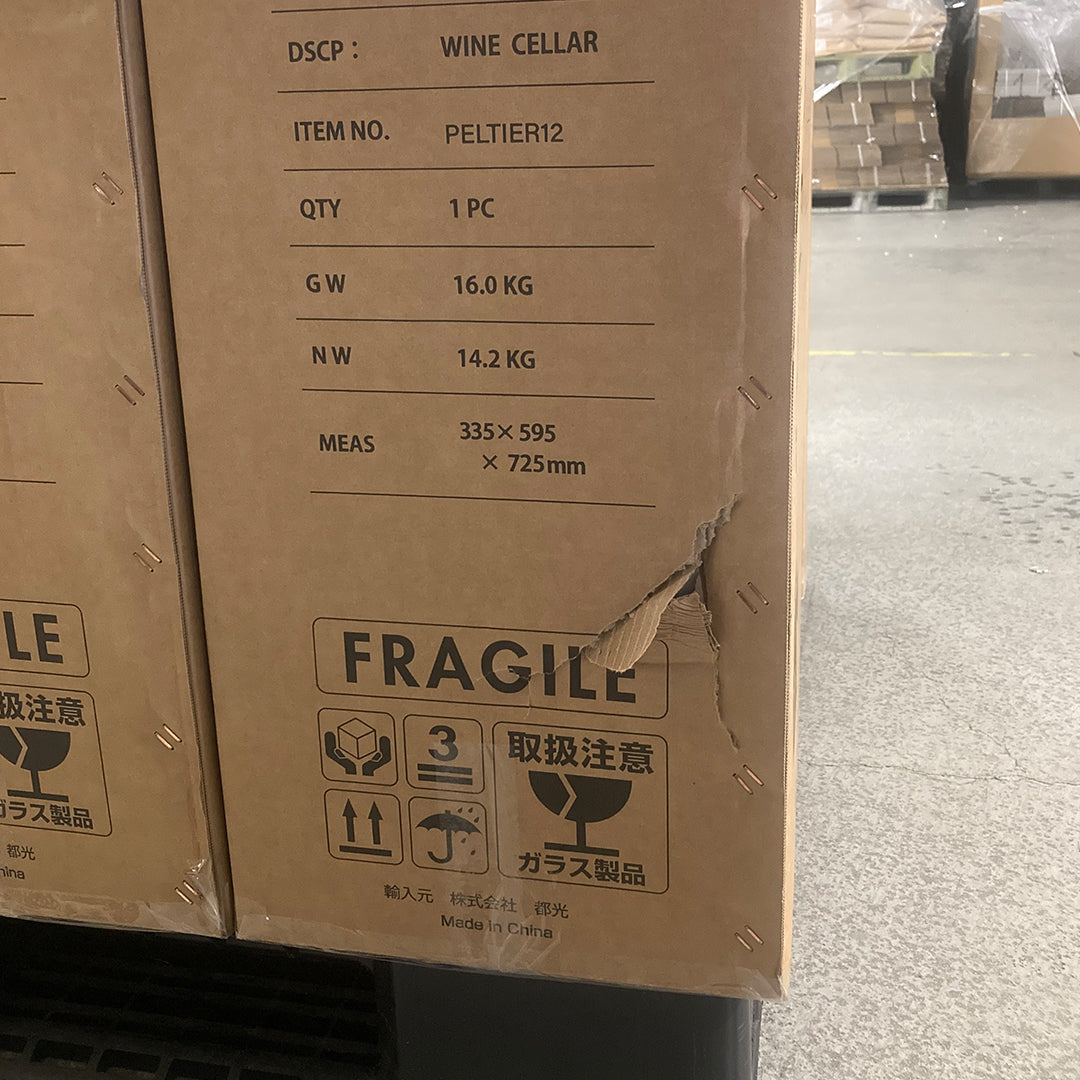 DSCP : WINE CELLAR
ITEM NO. PELTIER12
QTY 1 PC
G W 16.0 KG
N W 14.2 KG
MEAS 335×595
×725mm
FRAGILE
3
取扱注意
ガラス製品
輸入元 株式会社 都光
Made in China
LE
扱注意
ガラス製品
都光
hina